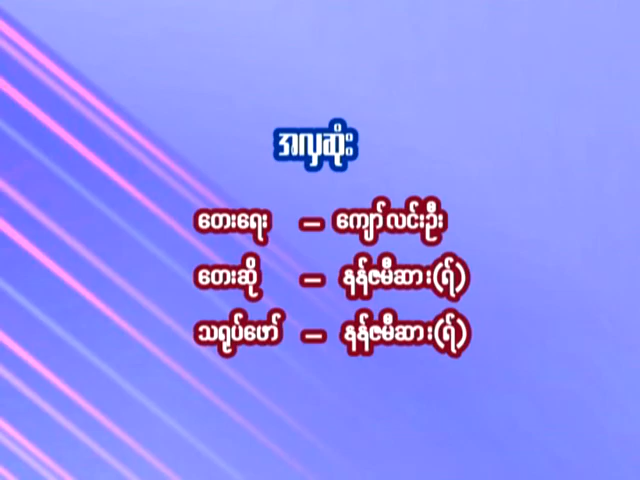 အလှဆုံး
တေးရေး – ကျော်လင်းဦး
တေးဆို – နန်ဇမီဆား(ရ်)
သရုပ်ဖော် – နန်ဇမီဆား(ရ်)